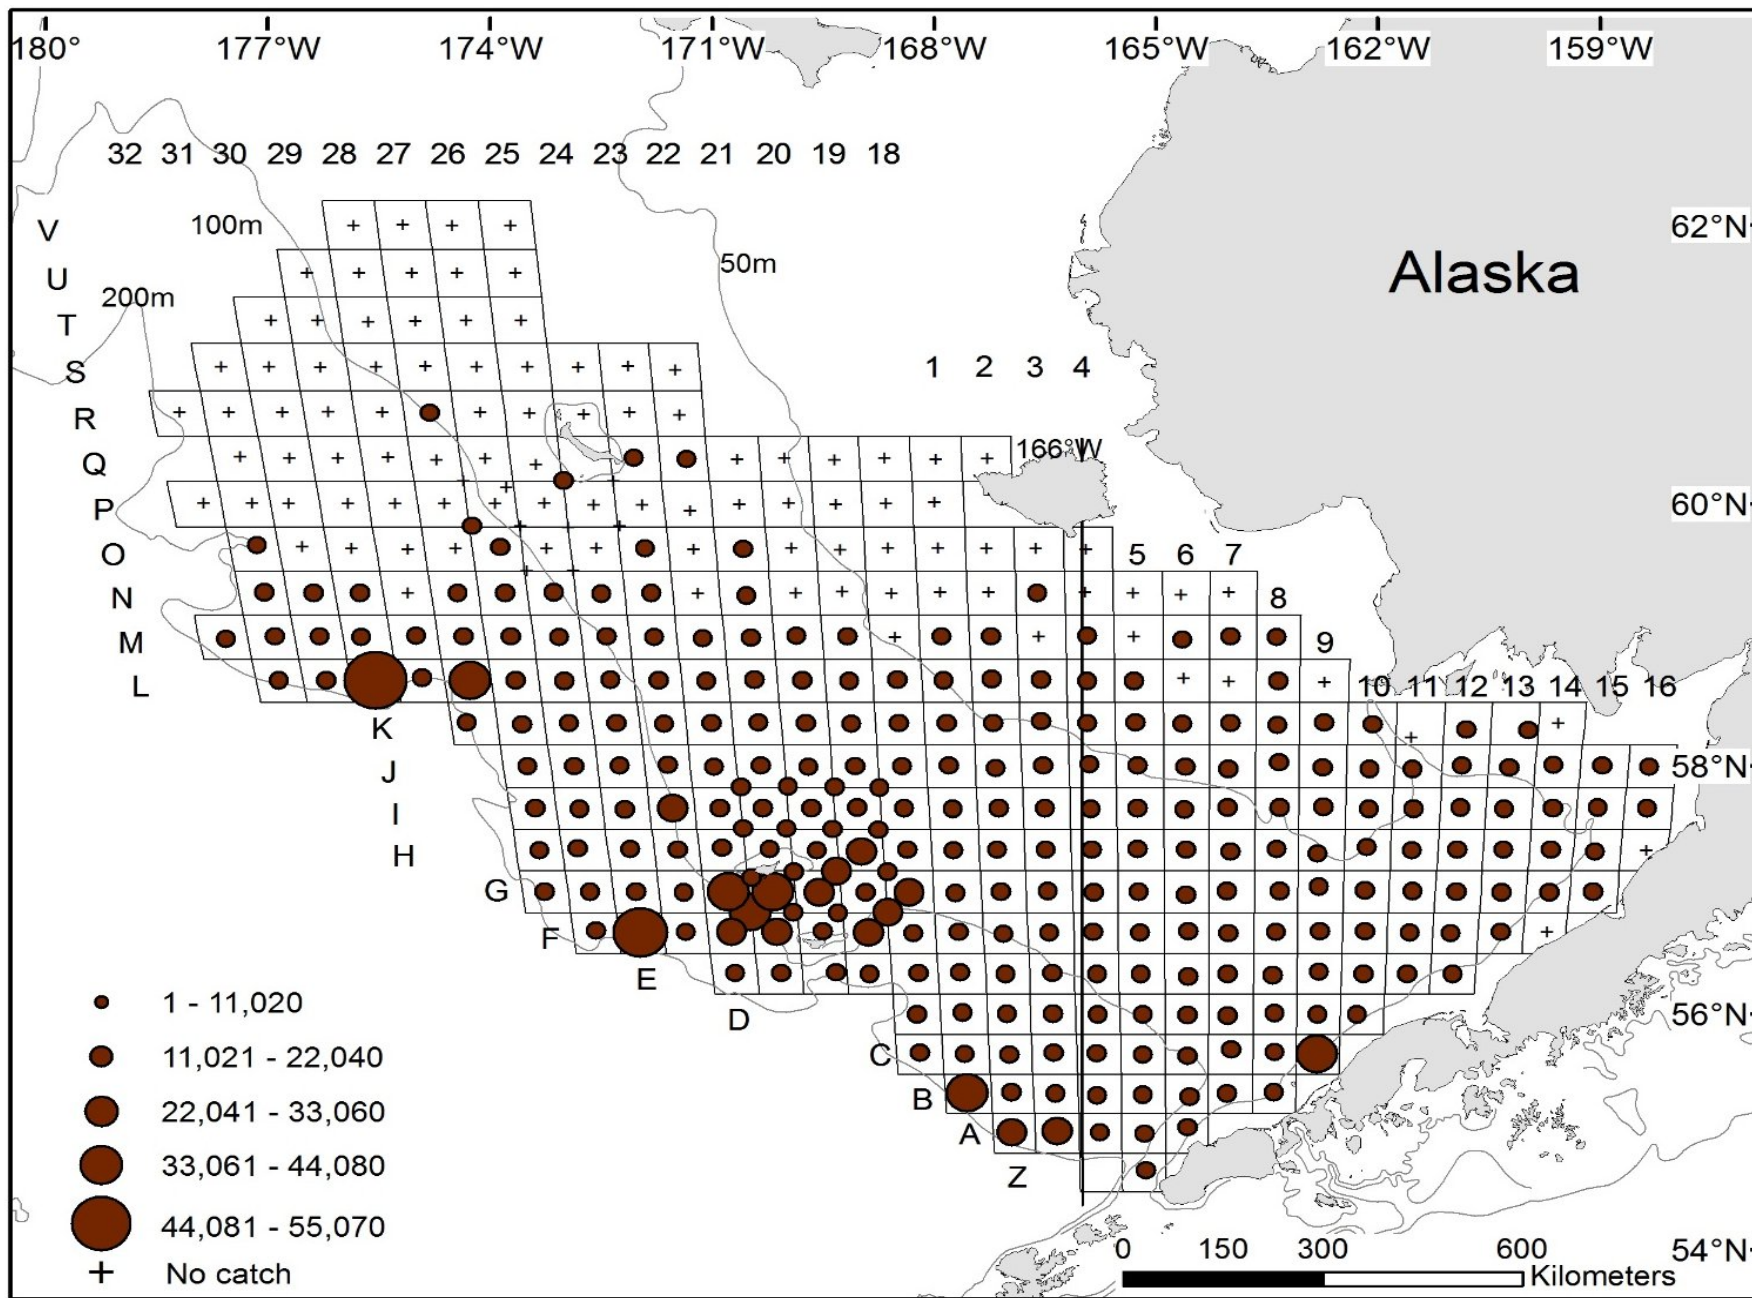 180° 177°W 174°W 171°W 168°W 165°W 162°W 159°W
32 31 30 29 28 27 26 25 24 23 22 21 20 19 18
V
100m
62°N
50m
Alaska
U
200m
T
S
1 2 3 4
R
166°W
Q
P
60°N
O
5 6 7
N
8
M
9
L
10 11 12 13 14 15 16
K
J
58°N
I
H
G
F
E
1 - 11,020
D
56°N
11,021 - 22,040
C
B
22,041 - 33,060
A
33,061 - 44,080
Z
44,081 - 55,070
0 150 300 600
54°N
No catch
Kilometers